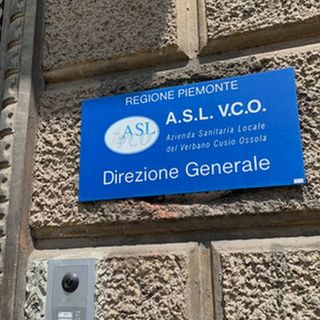 REGIONE PIEMONTE
ASL
VCO
A.S.L. V.C.O.
Azienda Sanitaria Locale
del Verbano Cusio Ossola
Direzione Generale